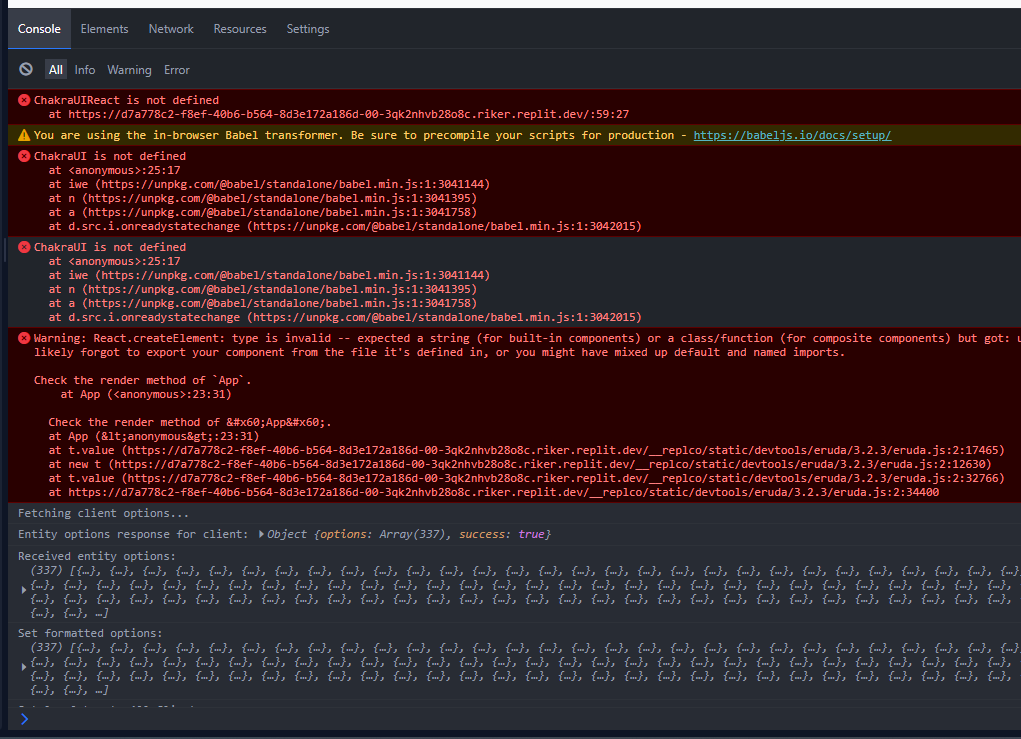 Console Elements Network Resources Settings
All Info Warning Error
ChakraUIReact is not defined
at https://d7a778c2-f8ef-40b6-b564-8d3e172a186d-00-3qk2nhvb28o8c.riker.replit.dev/:59:27
You are using the in-browser Babel transformer. Be sure to precompile your scripts for production - https://babeljs.io/docs/setup/
ChakraUI is not defined
at <anonymous>:25:17
at iwe (https://unpkg.com/@babel/standalone/babel.min.js:1:3041144)
at n (https://unpkg.com/@babel/standalone/babel.min.js:1:3041395)
at a (https://unpkg.com/@babel/standalone/babel.min.js:1:3041758)
at d.src.i.onreadystatechange (https://unpkg.com/@babel/standalone/babel.min.js:1:3042015)
ChakraUI is not defined
at <anonymous>:25:17
at iwe (https://unpkg.com/@babel/standalone/babel.min.js:1:3041144)
at n (https://unpkg.com/@babel/standalone/babel.min.js:1:3041395)
at a (https://unpkg.com/@babel/standalone/babel.min.js:1:3041758)
at d.src.i.onreadystatechange (https://unpkg.com/@babel/standalone/babel.min.js:1:3042015)
Warning: React.createElement: type is invalid -- expected a string (for built-in components) or a class/function (for composite components) but got:
likely forgot to export your component from the file it's defined in, or you might have mixed up default and named imports.
Check the render method of `App`.
at App (<anonymous>:23:31)
Check the render method of &#x60;App&#x60;.
at App (&lt;anonymous&gt;:23:31)
at t.value (https://d7a778c2-f8ef-40b6-b564-8d3e172a186d-00-3qk2nhvb28o8c.riker.replit.dev/__replco/static/devtools/eruda/3.2.3/eruda.js:2:17465)
at new t (https://d7a778c2-f8ef-40b6-b564-8d3e172a186d-00-3qk2nhvb28o8c.riker.replit.dev/__replco/static/devtools/eruda/3.2.3/eruda.js:2:12630)
at t.value (https://d7a778c2-f8ef-40b6-b564-8d3e172a186d-00-3qk2nhvb28o8c.riker.replit.dev/__replco/static/devtools/eruda/3.2.3/eruda.js:2:32766)
at https://d7a778c2-f8ef-40b6-b564-8d3e172a186d-00-3qk2nhvb28o8c.riker.replit.dev/__replco/static/devtools/eruda/3.2.3/eruda.js:2:34400
Fetching client options...
Entity options response for client: Object {options: Array(337), success: true}
Received entity options:
(337) [{…}, {…}, {…}, {…}, {…}, {…}, {…}, {…}, {…}, {…}, {…}, {…}, {…}, {…}, {…}, {…}, {…}, {…}, {…}, {…}, {…}, {…}, {…}, {…}, {…}, {…}, {…}, {…}, {…}
{…}, {…}, {…}, {…}, {…}, {…}, {…}, {…}, {…}, {…}, {…}, {…}, {…}, {…}, {…}, {…}, {…}, {…}, {…}, {…}, {…}, {…}, {…}, {…}, {…}, {…}, {…}, {…}, {…}, {…},
{…}, {…}, {…}, {…}, {…}, {…}, {…}, {…}, {…}, {…}, {…}, {…}, {…}, {…}, {…}, {…}, {…}, {…}, {…}, {…}, {…}, {…}, {…}, {…}, {…}, {…}, {…}, {…}, {…}, {…},
{…}, {…}, …]
Set formatted options:
(337) [{…}, {…}, {…}, {…}, {…}, {…}, {…}, {…}, {…}, {…}, {…}, {…}, {…}, {…}, {…}, {…}, {…}, {…}, {…}, {…}, {…}, {…}, {…}, {…}, {…}, {…}, {…}, {…}, {…}
{…}, {…}, {…}, {…}, {…}, {…}, {…}, {…}, {…}, {…}, {…}, {…}, {…}, {…}, {…}, {…}, {…}, {…}, {…}, {…}, {…}, {…}, {…}, {…}, {…}, {…}, {…}, {…}, {…}, {…},
{…}, {…}, {…}, {…}, {…}, {…}, {…}, {…}, {…}, {…}, {…}, {…}, {…}, {…}, {…}, {…}, {…}, {…}, {…}, {…}, {…}, {…}, {…}, {…}, {…}, {…}, {…}, {…}, {…}, {…},
{…}, {…}, …]